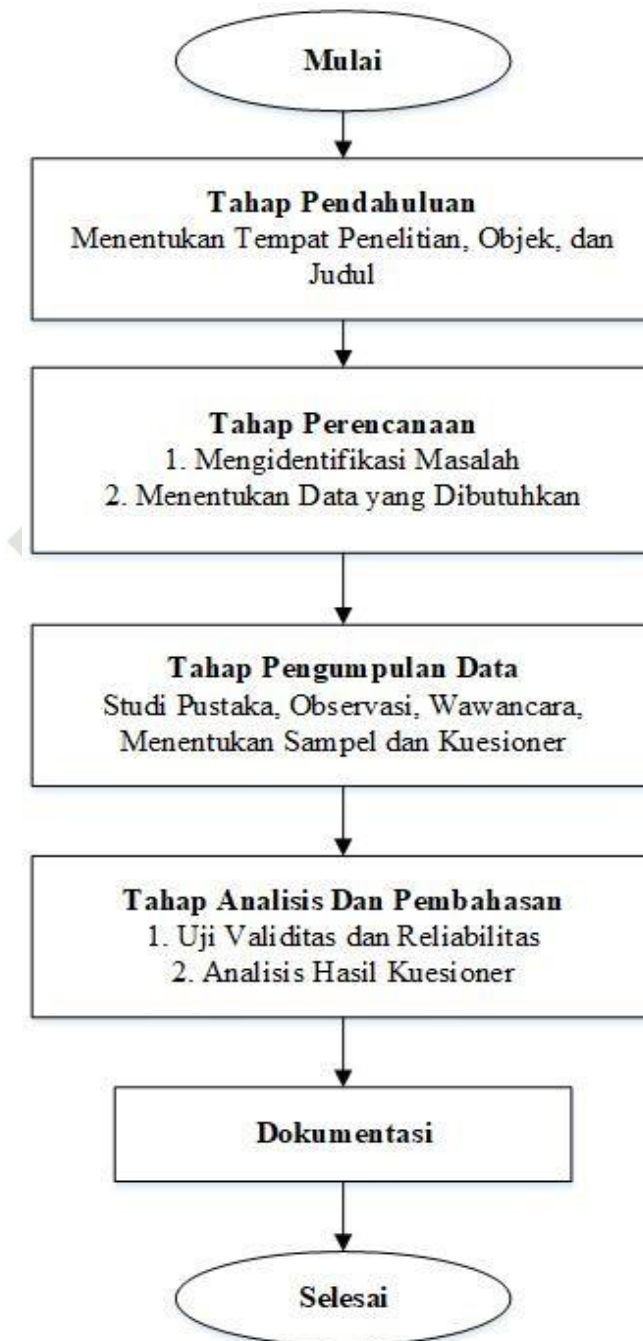 Mulai
Tahap Pendahuluan
Menentukan Tempat Penelitian, Objek, dan
Judul
Tahap Perencanaan
1. Mengidentifikasi Masalah
2. Menentukan Data yang Dibutuhkan
Tahap Pengumpulan Data
Studi Pustaka, Observasi, Wawancara,
Menentukan Sampel dan Kuesioner
Tahap Analisis Dan Pembahasan
1. Uji Validitas dan Reliabilitas
2. Analisis Hasil Kuesioner
Dokumentasi
Selesai